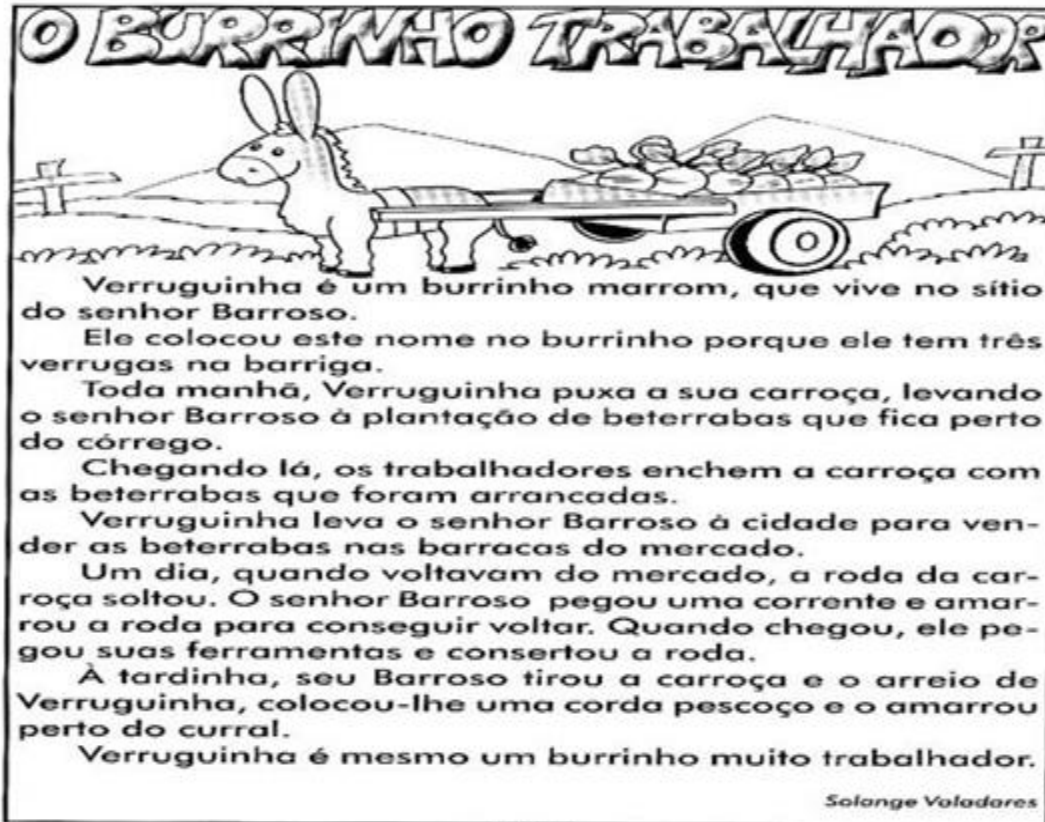 O BURRINHO TRABALHADOR
Verruguinha é um burrinho marrom, que vive no sítio
do senhor Barroso.
Ele colocou este nome no burrinho porque ele tem três
verrugas na barriga.
Toda manhã, Verruguinha puxa a sua carroça, levando
o senhor Barroso à plantação de beterrabas que fica perto
do córrego.
Chegando lá, os trabalhadores enchem a carroça com
as beterrabas que foram arrancadas.
Verruguinha leva o senhor Barroso à cidade para ven-
der as beterrabas nas barracas do mercado.
Um dia, quando voltavam do mercado, a roda da car-
roça soltou. O senhor Barroso pegou uma corrente e amar-
rou a roda para conseguir voltar. Quando chegou, ele pe-
gou suas ferramentas e consertou a roda.
À tardinha, seu Barroso tirou a carroça e o arreio de
Verruguinha, colocou-lhe uma corda pescoço e o amarrou
perto do curral.
Verruguinha é mesmo um burrinho muito trabalhador.
Solange Valadares